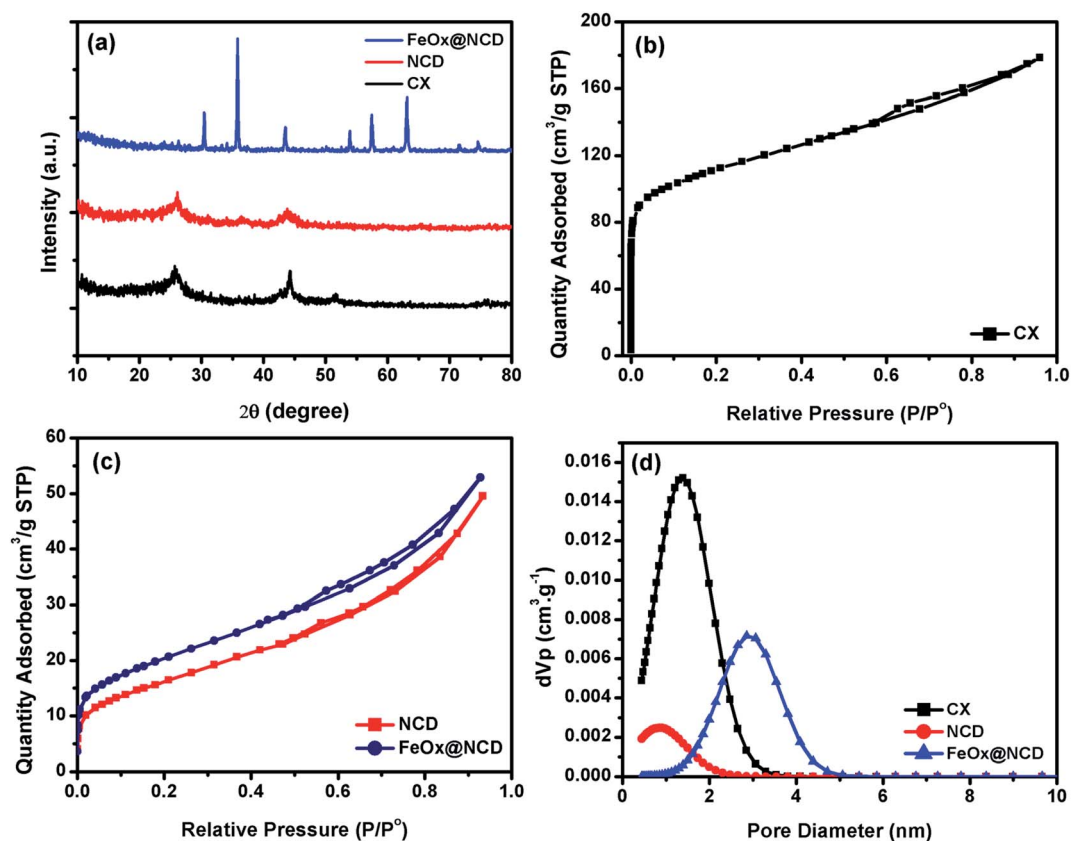 (a)
FeOx@NCD
NCD
CX
Intensity (a.u.)
10 20 30 40 50 60 70 80
2θ (degree)
(b)
200
160
120
80
40
0
Quantity Adsorbed (cm³/g STP)
CX
0.0 0.2 0.4 0.6 0.8 1.0
Relative Pressure (P/P°)
(c)
60
50
40
30
20
10
0
Quantity Adsorbed (cm³/g STP)
NCD
FeOx@NCD
0.0 0.2 0.4 0.6 0.8 1.0
Relative Pressure (P/P°)
(d)
0.016
0.014
0.012
0.010
0.008
0.006
0.004
0.002
0.000
dVp (cm³.g⁻¹)
CX
NCD
FeOx@NCD
0 2 4 6 8 10
Pore Diameter (nm)